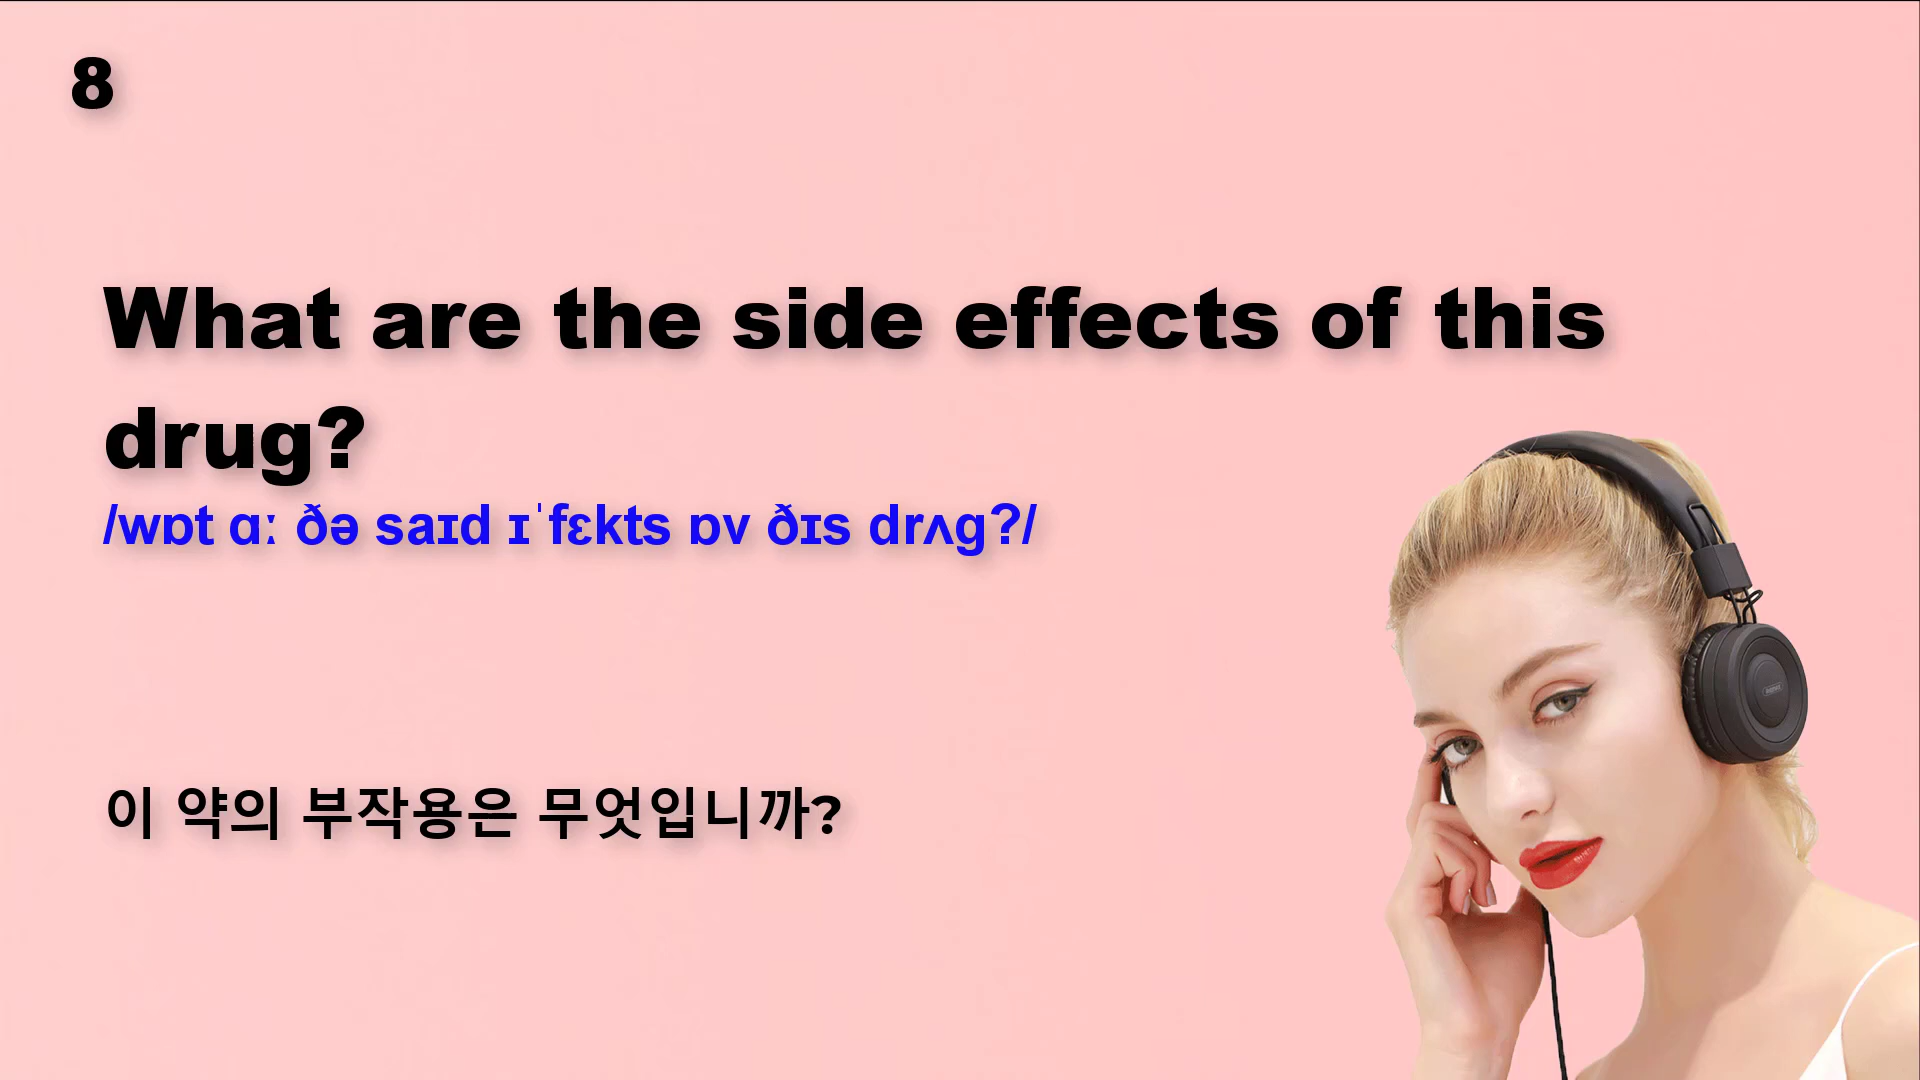 8
What are the side effects of this
drug?
/wɒt ɑː ðə saɪd ɪˈfɛkts ɒv ðɪs drʌg?/
이 약의 부작용은 무엇입니까?